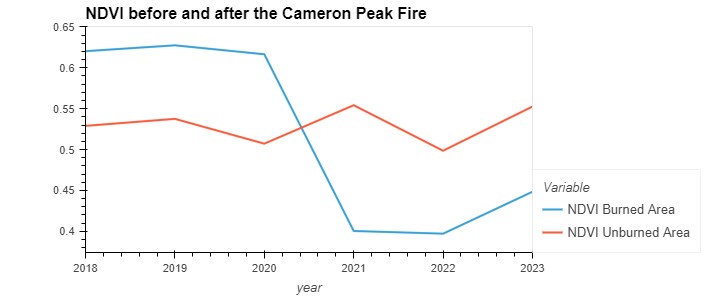 NDVI before and after the Cameron Peak Fire
0.65
0.6
0.55
0.5
0.45
0.4
2018 2019 2020 2021 2022 2023
year
Variable
NDVI Burned Area
NDVI Unburned Area